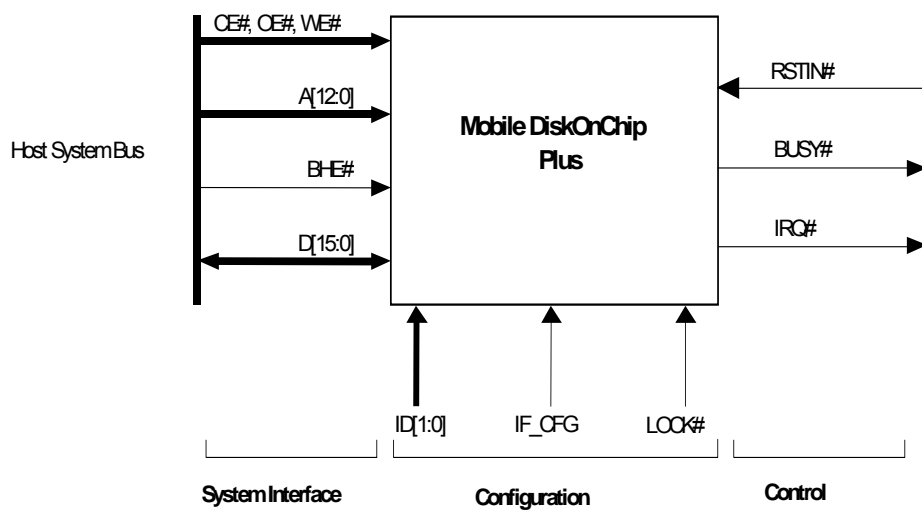 CE#, OE#, WE#
RSTIN#
A[12:0]
Mobile DiskOnChip
Plus
Host System Bus
BHE#
BUSY#
D[15:0]
IRQ#
ID[1:0]
IF_CFG
LOCK#
System Interface
Configuration
Control